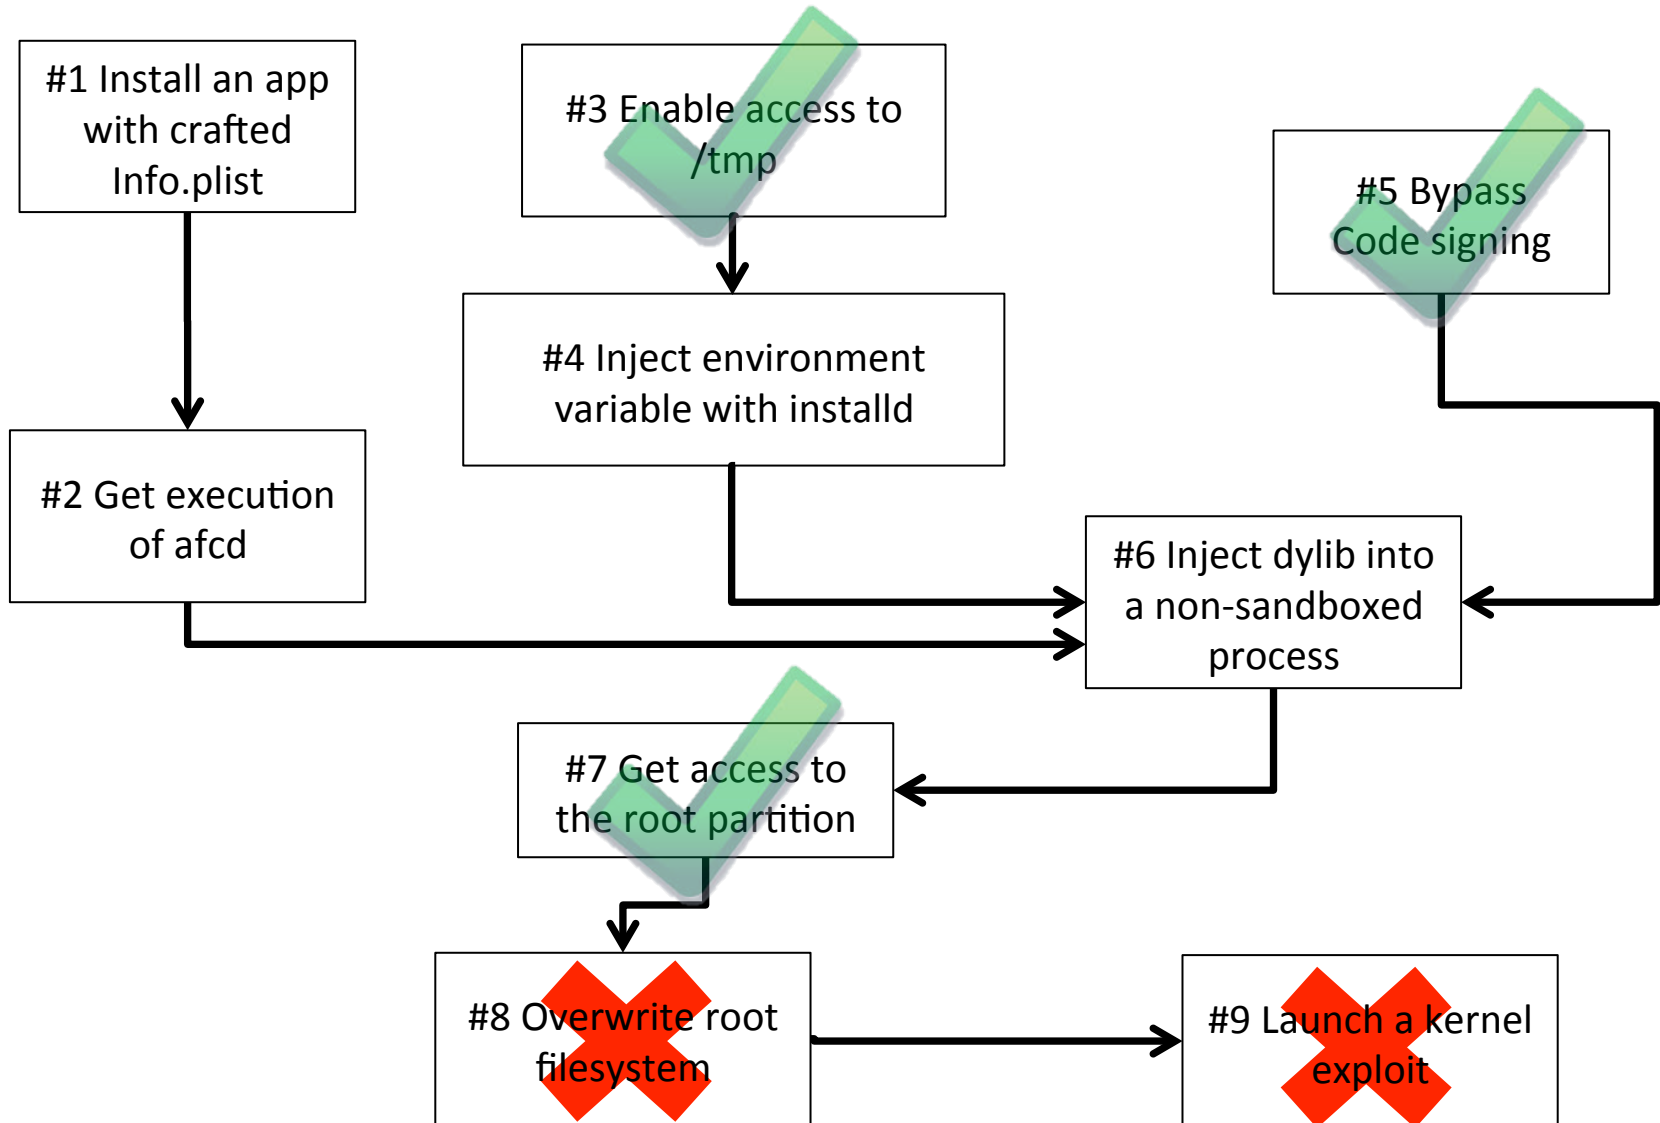 #1 Install an app
with crafted
Info.plist
#2 Get execution
of afcd
#3 Enable access to
/tmp
#4 Inject environment
variable with installd
#5 Bypass
Code signing
#6 Inject dylib into
a non-sandboxed
process
#7 Get access to
the root partition
#8 Overwrite root
filesystem
#9 Launch a kernel
exploit